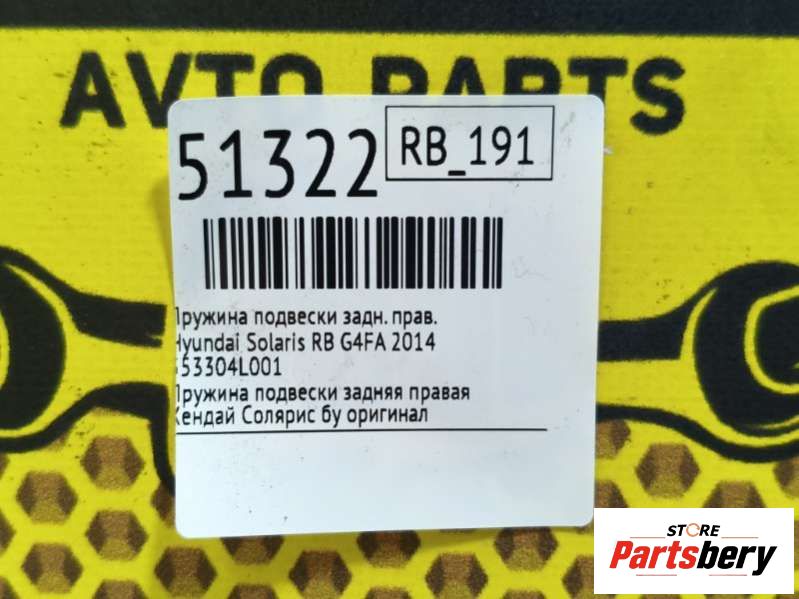 AVTO PARTS
51322
RB_191
Пружина подвески задн. прав.
Hyundai Solaris RB G4FA 2014
553304L001
Пружина подвески задняя правая
Хендай Солярис бу оригинал
STORE
Partsbery